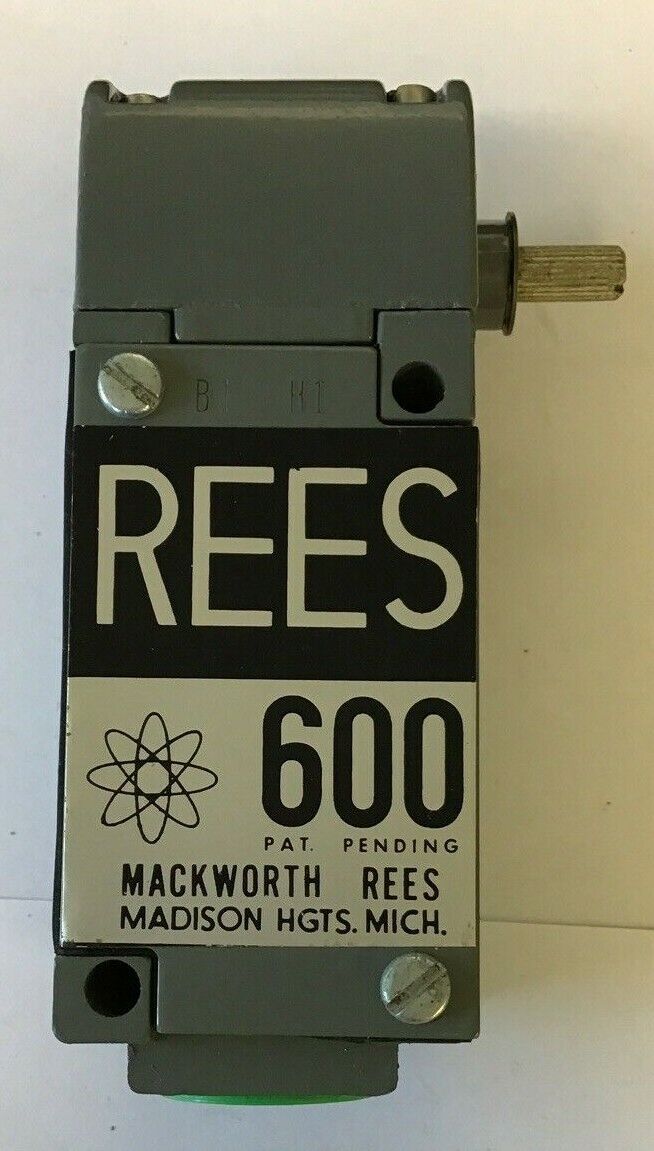 B1 H1
REES
600
PAT. PENDING
MACKWORTH REES
MADISON HGTS. MICH.